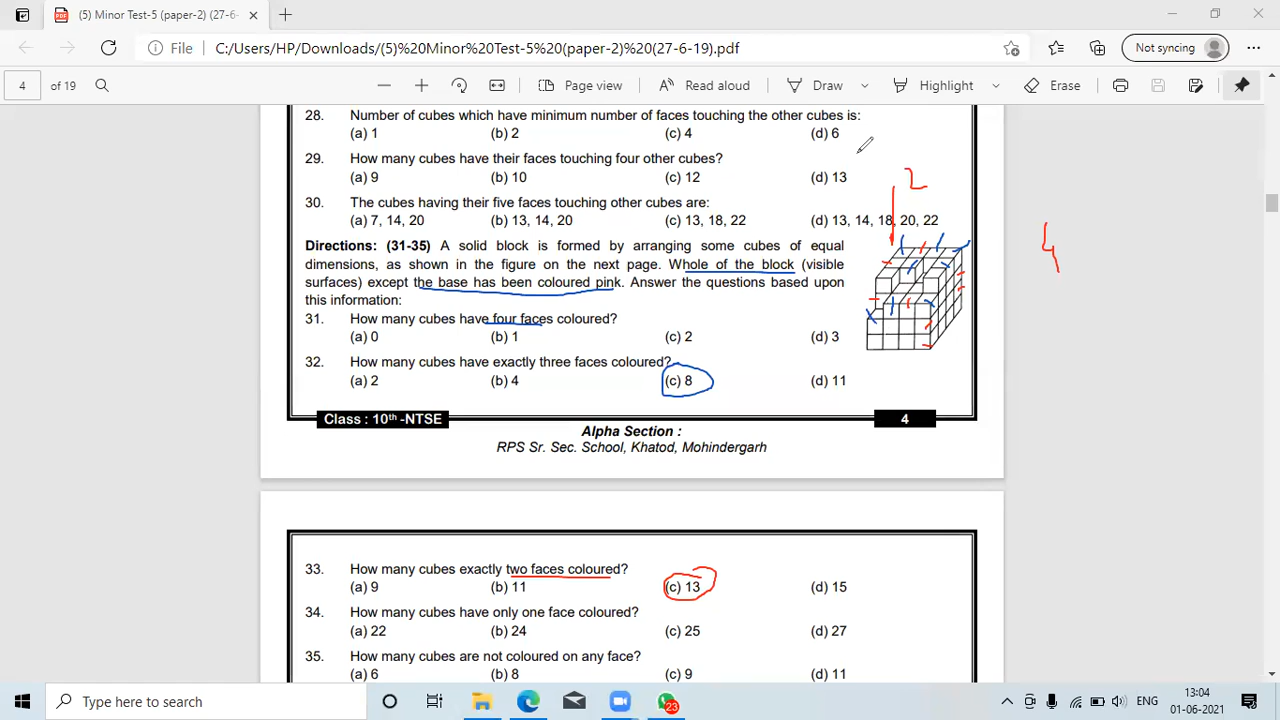 (5) Minor Test-5 (paper-2) (27-6-
File C:/Users/HP/Downloads/(5)%20Minor%20Test-5%20(paper-2)%20(27-6-19).pdf Not syncing
4 of 19 Page view Read aloud Draw Highlight Erase
28. Number of cubes which have minimum number of faces touching the other cubes is:
(a) 1 (b) 2 (c) 4 (d) 6
29. How many cubes have their faces touching four other cubes?
(a) 9 (b) 10 (c) 12 (d) 13
30. The cubes having their five faces touching other cubes are:
(a) 7, 14, 20 (b) 13, 14, 20 (c) 13, 18, 22 (d) 13, 14, 18, 20, 22
2
4
Directions: (31-35) A solid block is formed by arranging some cubes of equal
dimensions, as shown in the figure on the next page. Whole of the block (visible
surfaces) except the base has been coloured pink. Answer the questions based upon
this information:
31. How many cubes have four faces coloured?
(a) 0 (b) 1 (c) 2 (d) 3
32. How many cubes have exactly three faces coloured?
(a) 2 (b) 4 (c) 8 (d) 11
Class : 10th -NTSE 4
Alpha Section :
RPS Sr. Sec. School, Khatod, Mohindergarh
33. How many cubes exactly two faces coloured?
(a) 9 (b) 11 (c) 13 (d) 15
34. How many cubes have only one face coloured?
(a) 22 (b) 24 (c) 25 (d) 27
35. How many cubes are not coloured on any face?
(a) 6 (b) 8 (c) 9 (d) 11
Type here to search 23 ENG 13:04
01-06-2021